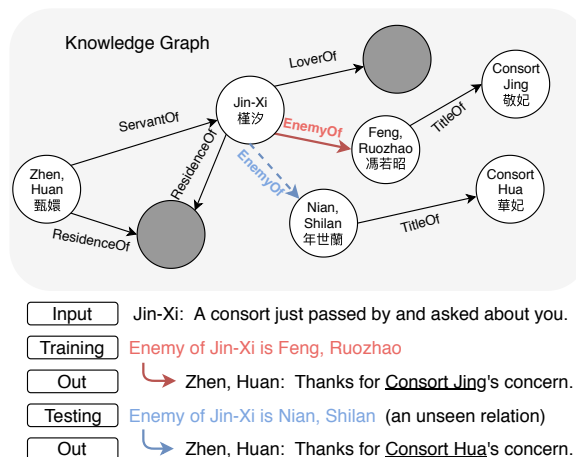 Knowledge Graph
LoverOf
Consort
Jing
敬妃
Jin-Xi
槿汐
ServantOf
EnemyOf
Feng,
Ruozhao
馮若昭
TitleOf
ResidenceOf
EnemyOf
Zhen,
Huan
甄嬛
Consort
Hua
華妃
Nian,
Shilan
年世蘭
TitleOf
ResidenceOf
Input Jin-Xi: A consort just passed by and asked about you.
Training Enemy of Jin-Xi is Feng, Ruozhao
Out Zhen, Huan: Thanks for Consort Jing's concern.
Testing Enemy of Jin-Xi is Nian, Shilan (an unseen relation)
Out Zhen, Huan: Thanks for Consort Hua's concern.